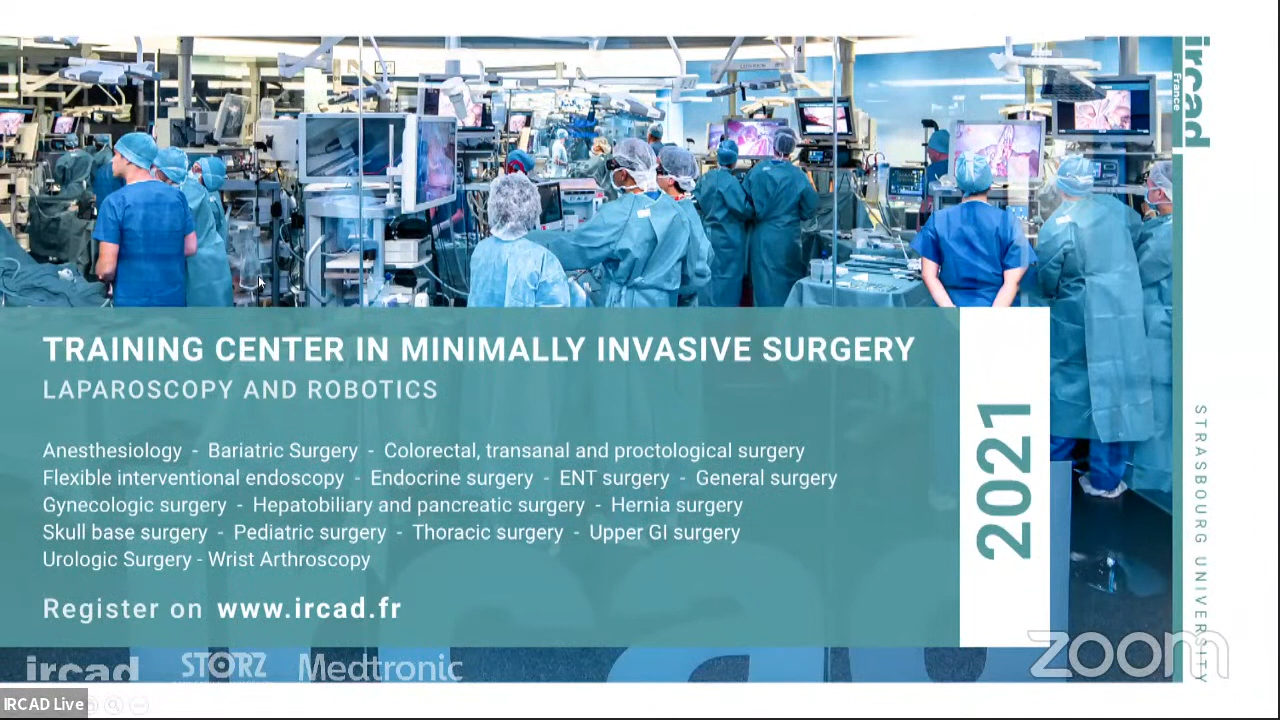 ircad
France
TRAINING CENTER IN MINIMALLY INVASIVE SURGERY
LAPAROSCOPY AND ROBOTICS
Anesthesiology - Bariatric Surgery - Colorectal, transanal and proctological surgery
Flexible interventional endoscopy - Endocrine surgery - ENT surgery - General surgery
Gynecologic surgery - Hepatobiliary and pancreatic surgery - Hernia surgery
Skull base surgery - Pediatric surgery - Thoracic surgery - Upper GI surgery
Urologic Surgery - Wrist Arthroscopy
Register on www.ircad.fr
2021
STRASBOURG UNIVERSITY
ircad STORZ Medtronic
zoom
IRCAD Live